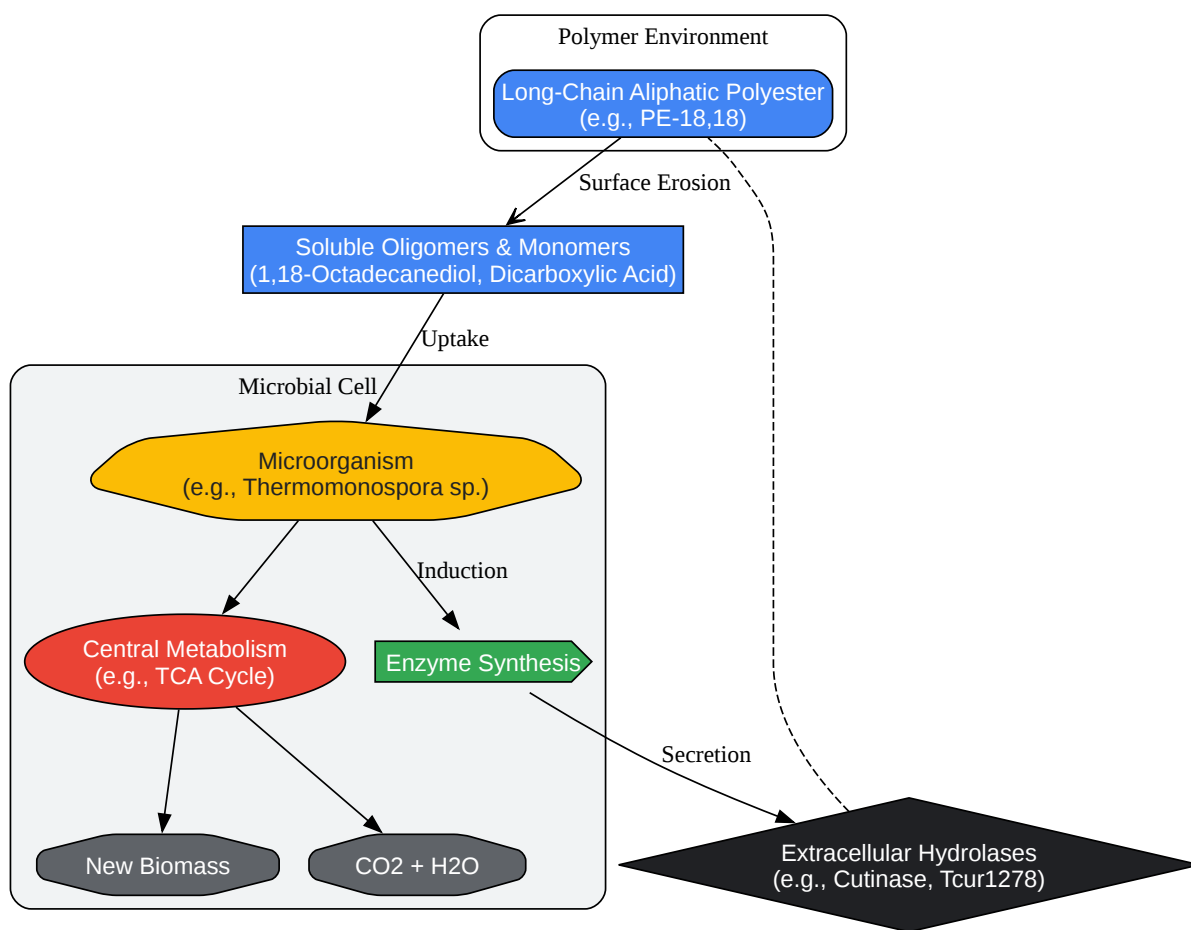 Polymer Environment
Long-Chain Aliphatic Polyester
(e.g., PE-18,18)
Surface Erosion
Soluble Oligomers & Monomers
(1,18-Octadecanediol, Dicarboxylic Acid)
Uptake
Microbial Cell
Microorganism
(e.g., Thermomonospora sp.)
Induction
Central Metabolism
(e.g., TCA Cycle)
Enzyme Synthesis
Secretion
New Biomass
CO2 + H2O
Extracellular Hydrolases
(e.g., Cutinase, Tcur1278)